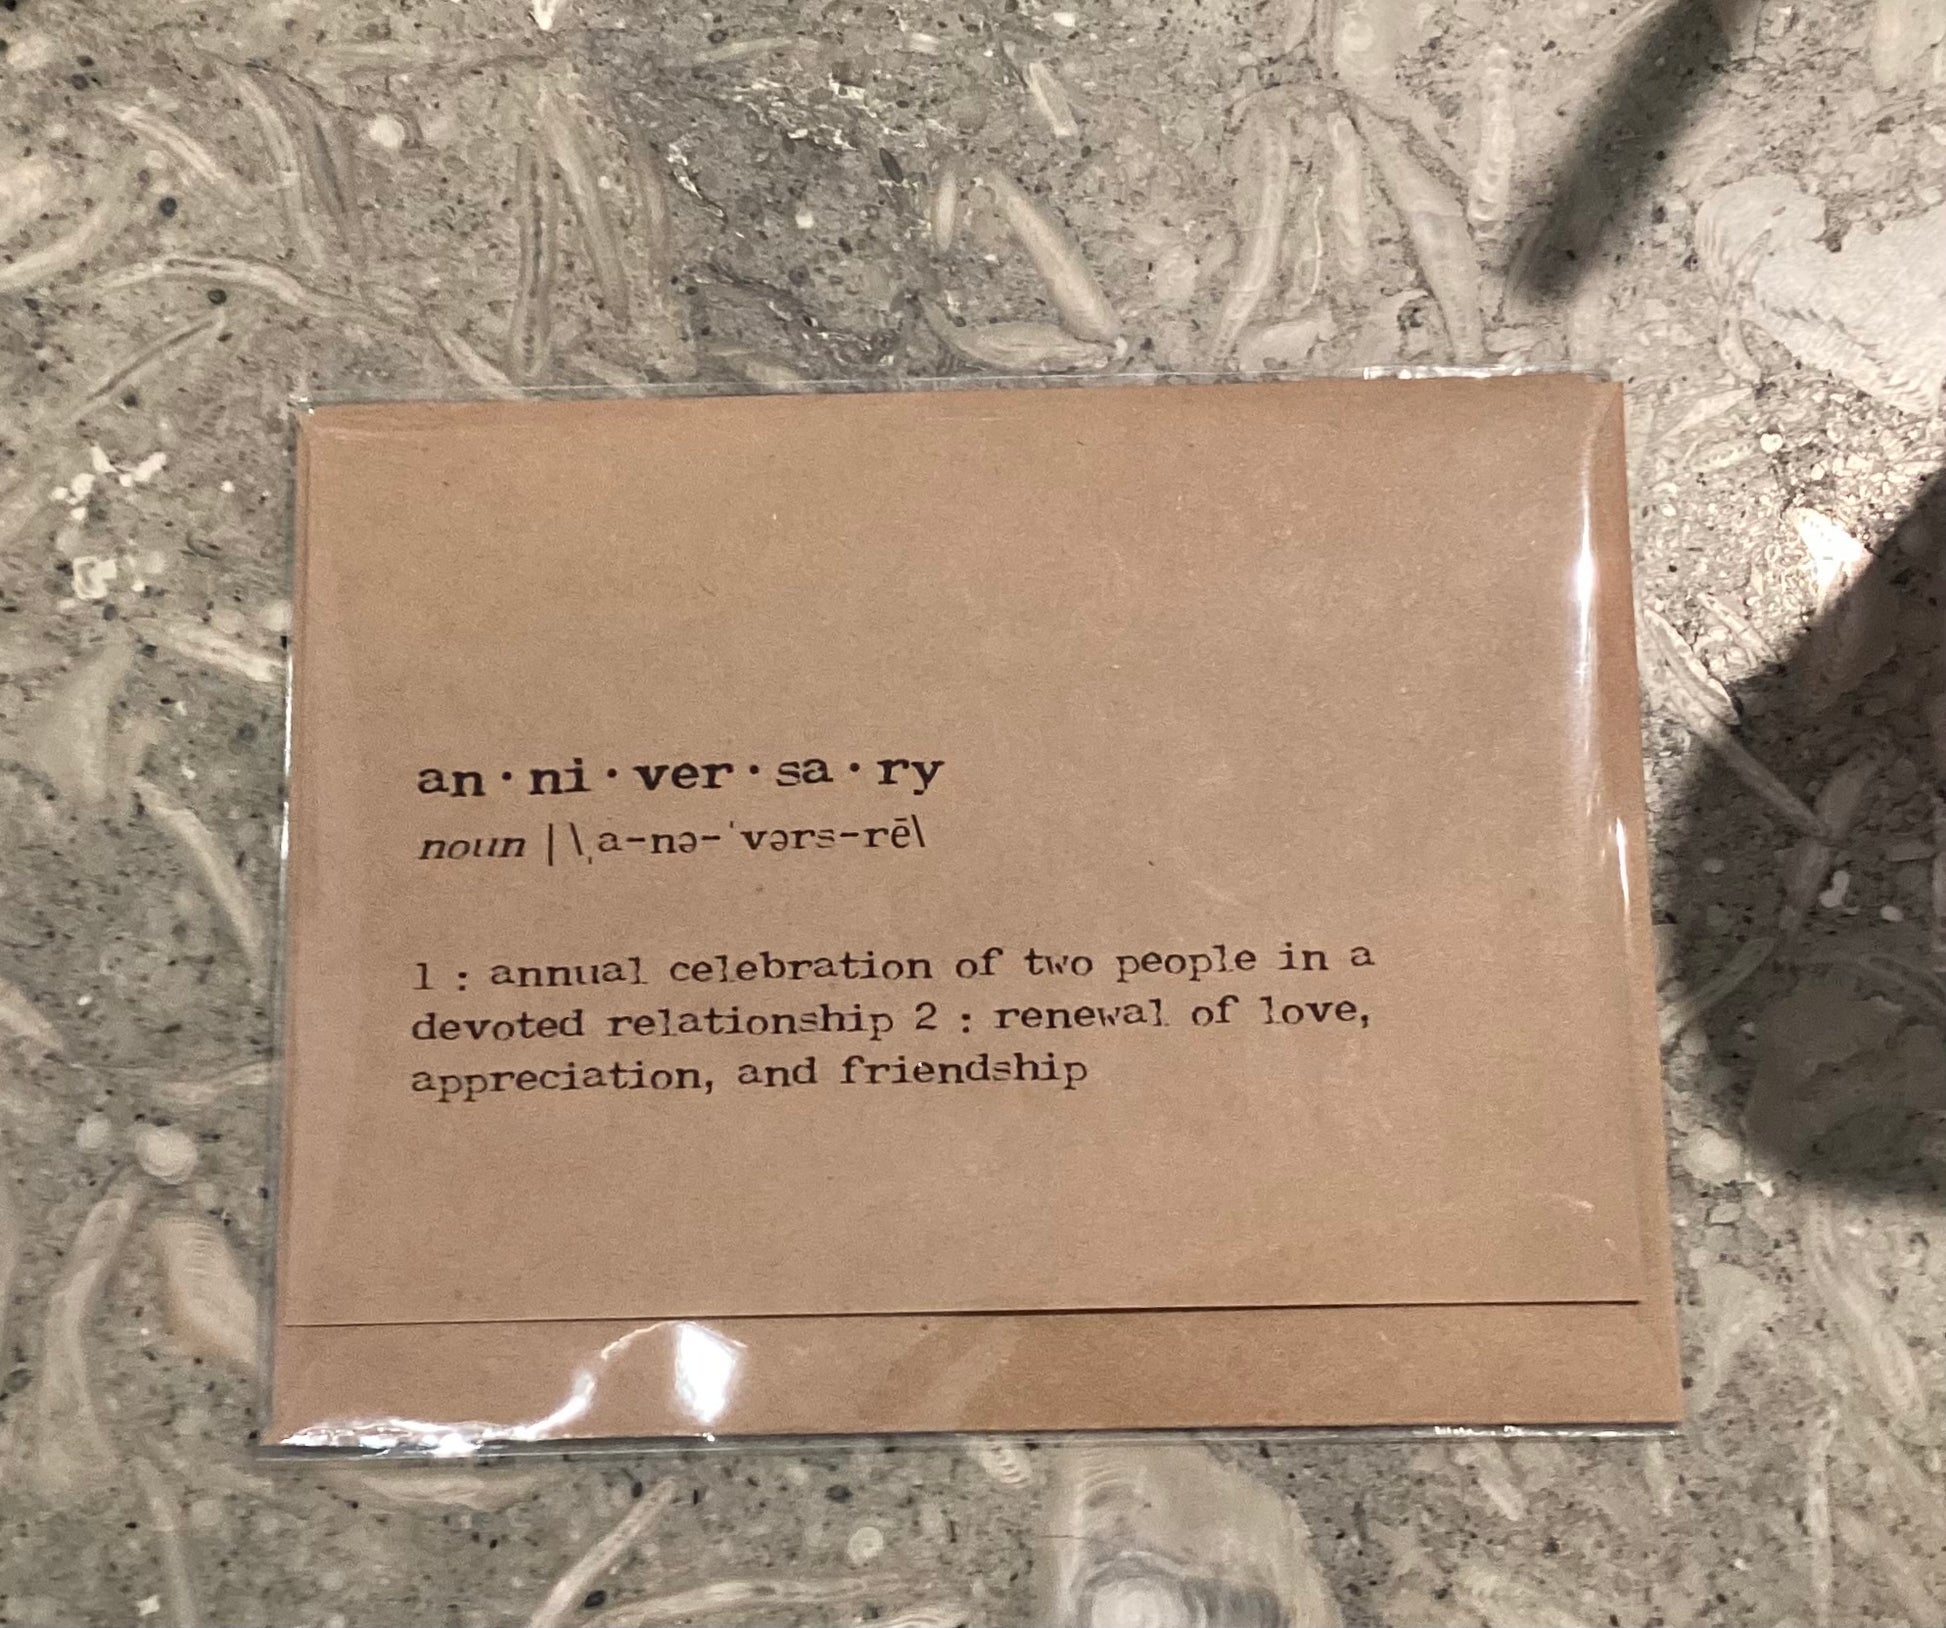 an·ni·ver·sa·ry
noun | \ˌa-nə-ˈvərs-rē\
1 : annual celebration of two people in a
devoted relationship 2 : renewal of love,
appreciation, and friendship